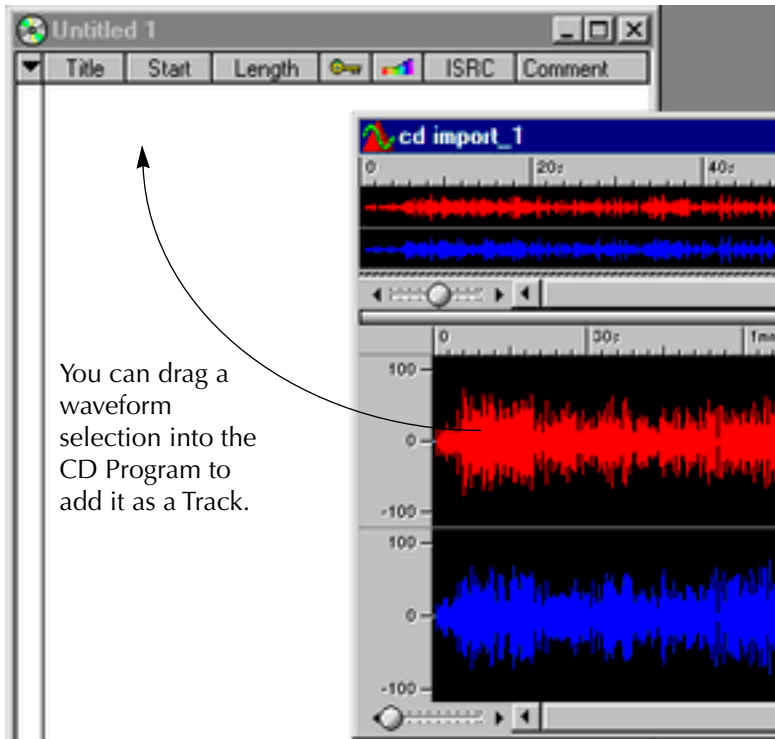 Untitled 1
Title Start Length ISRC Comment
cd import_1
0 20s 40s
0 30s 1mn
100
0
-100
100
0
-100
You can drag a
waveform
selection into the
CD Program to
add it as a Track.